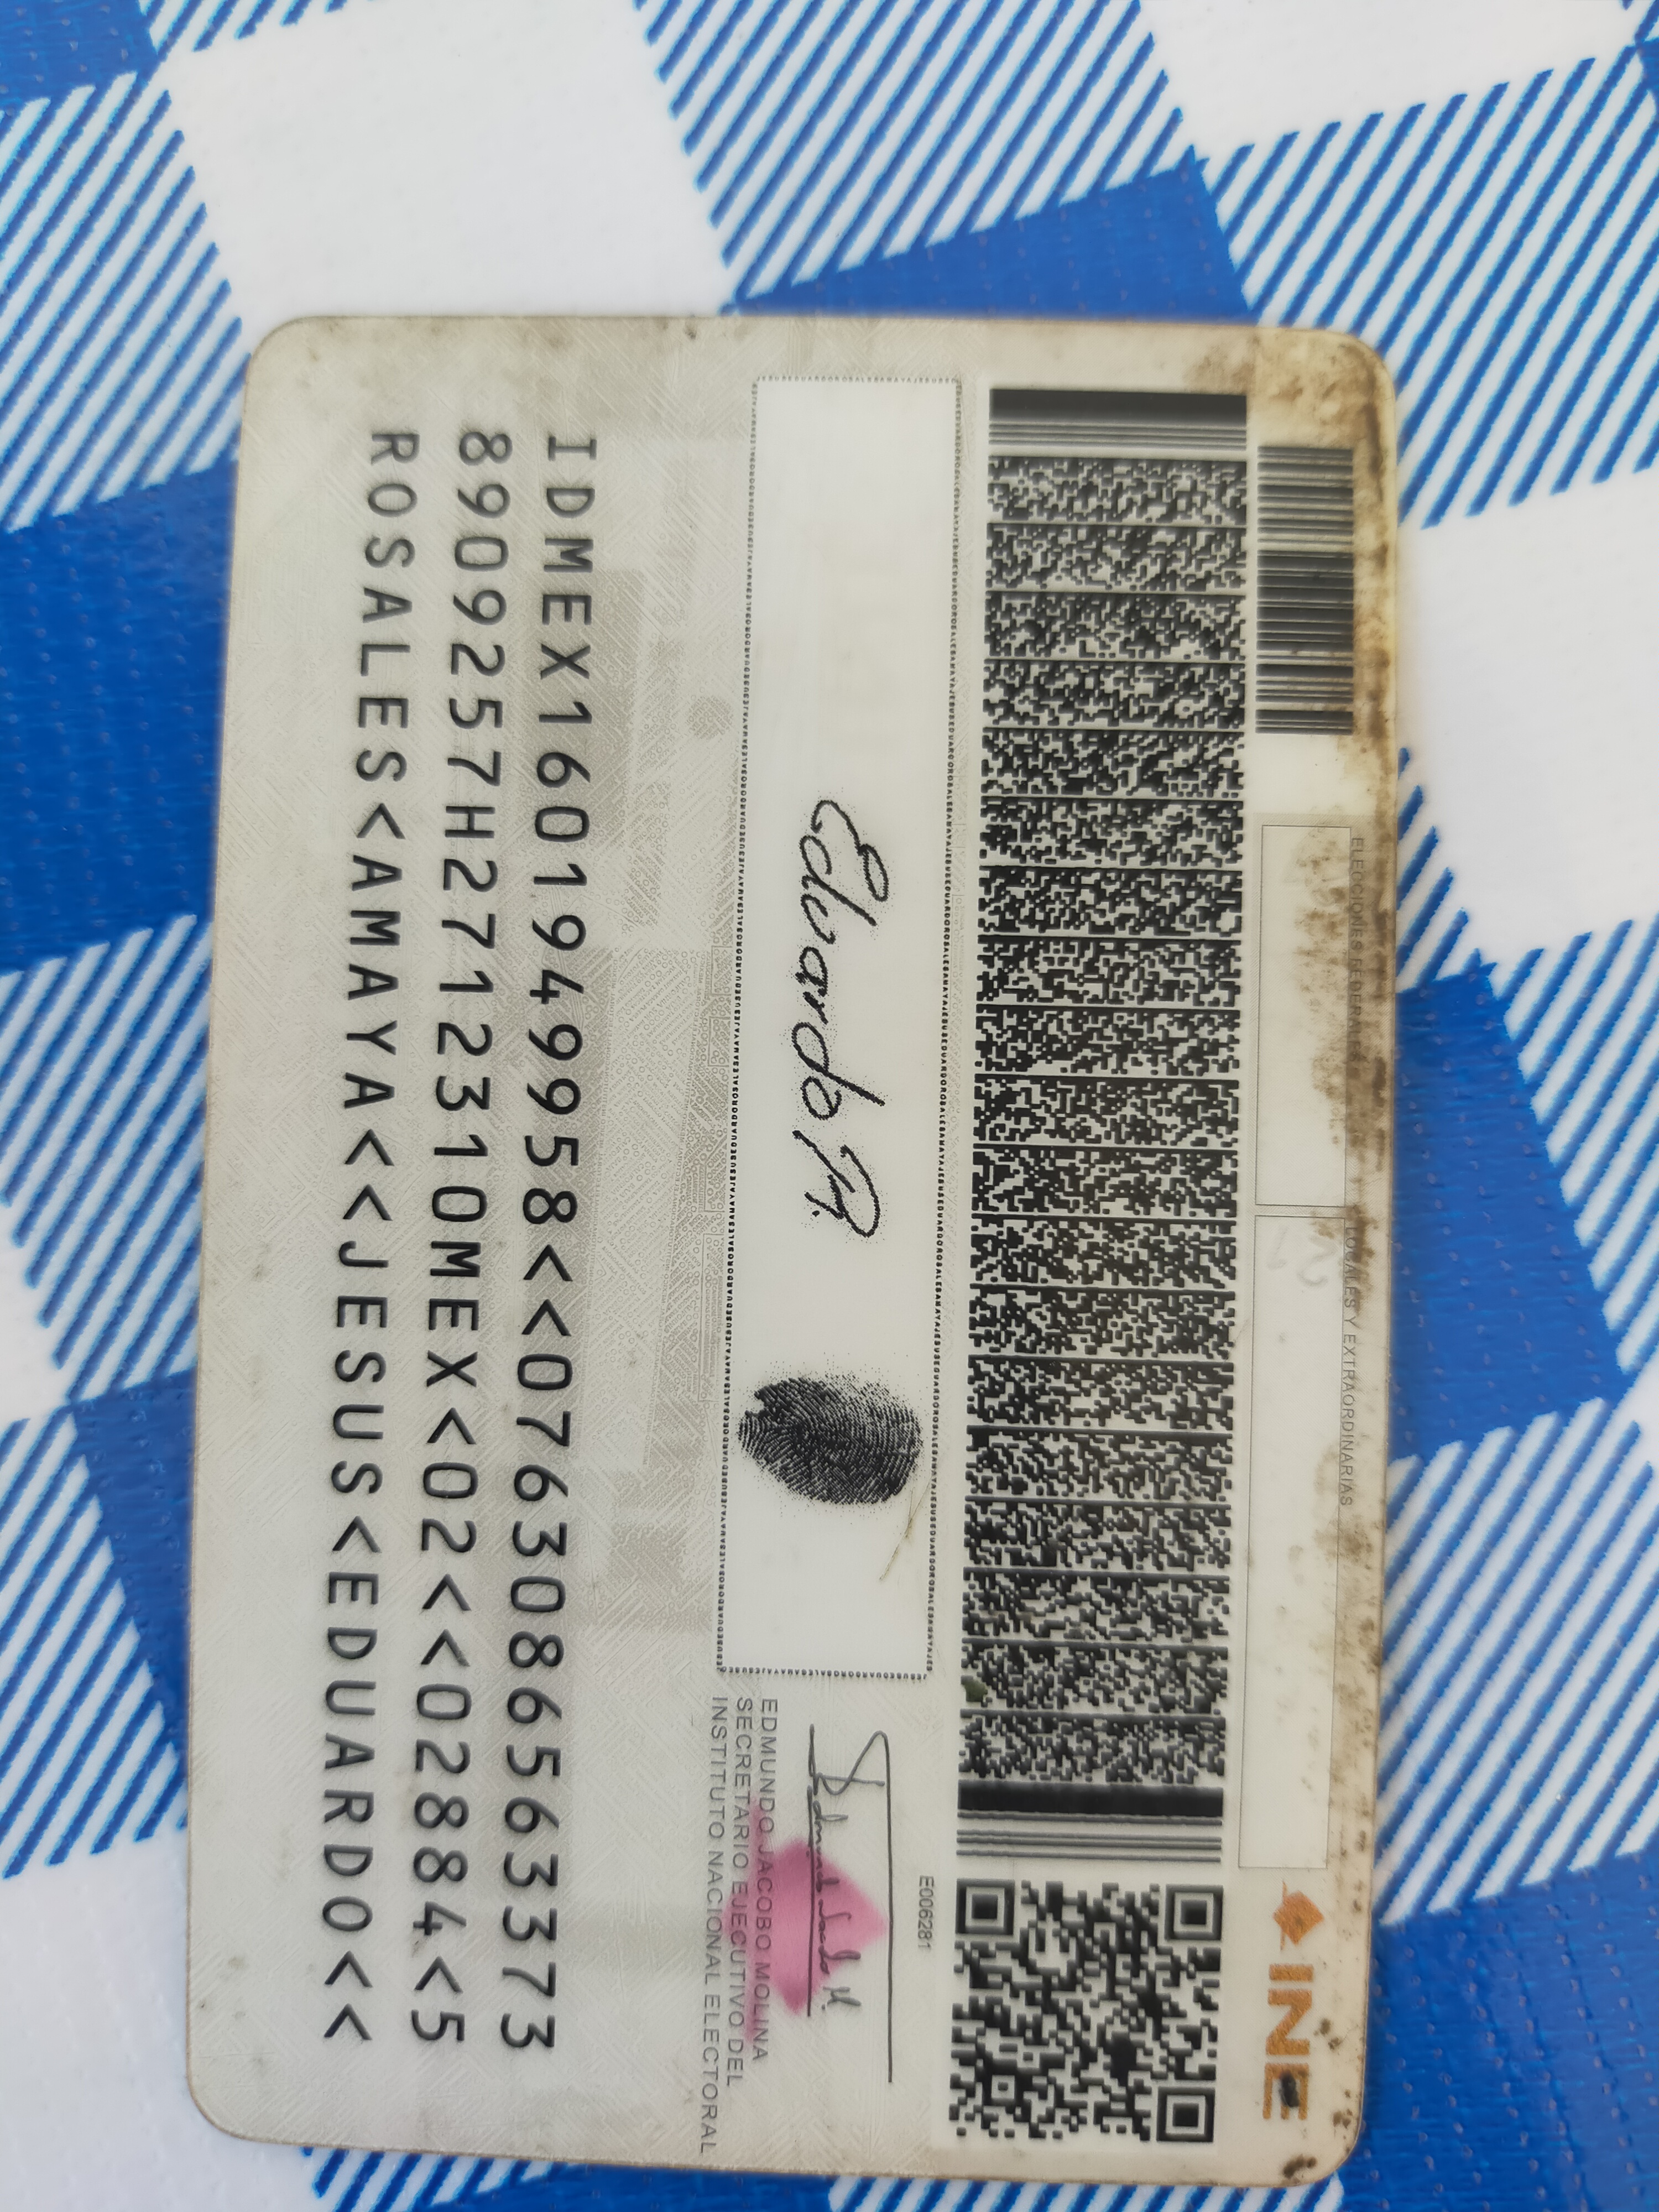 ELECCIONES FEDERALES
LOCALES Y EXTRAORDINARIAS
INE
E006281
Eduardo R.
EDMUNDO JACOBO MOLINA
SECRETARIO EJECUTIVO DEL
INSTITUTO NACIONAL ELECTORAL
IDMEX1601949958<<0763086563373
8909257H2712310MEX<02<<02884<5
ROSALES<AMAYA<<JESUS<EDUARDO<<